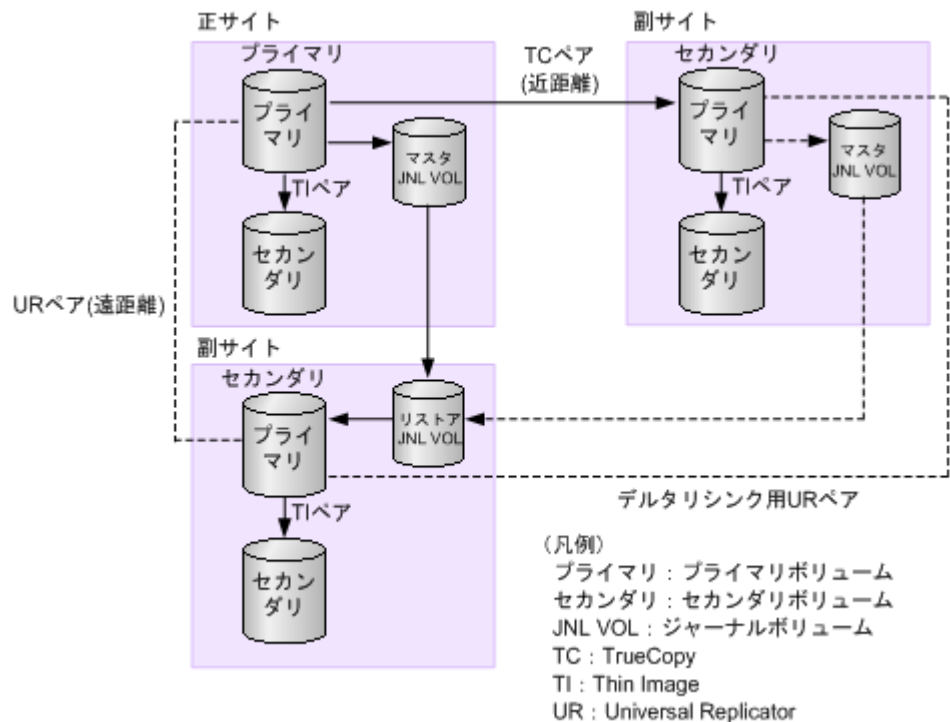 正サイト
プライマリ
プライ
マリ
マスタ
JNL VOL
TIペア
セカン
ダリ
TCペア
(近距離)
副サイト
セカンダリ
プライ
マリ
マスタ
JNL VOL
TIペア
セカン
ダリ
URペア(遠距離)
副サイト
セカンダリ
プライ
マリ
リストア
JNL VOL
TIペア
セカン
ダリ
デルタリシンク用URペア
(凡例)
プライマリ：プライマリボリューム
セカンダリ：セカンダリボリューム
JNL VOL：ジャーナルボリューム
TC：TrueCopy
TI：Thin Image
UR：Universal Replicator